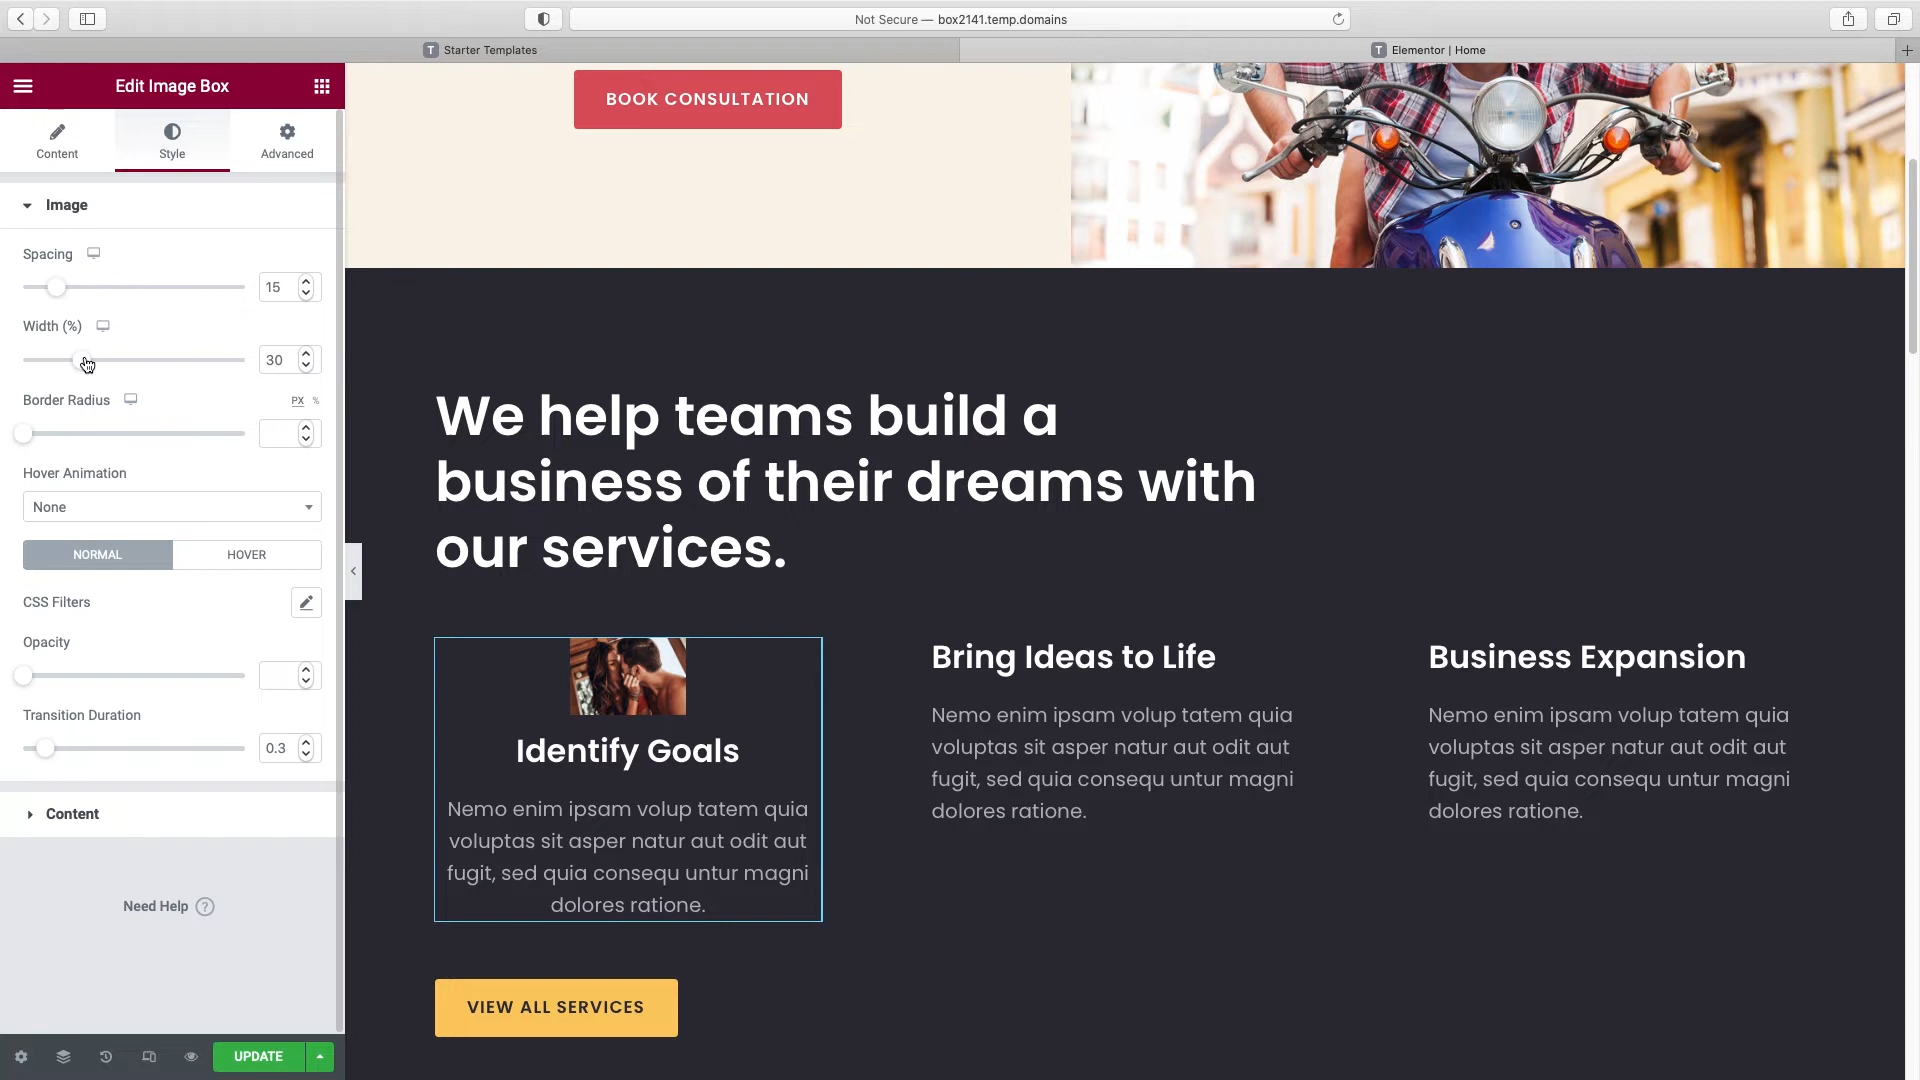 Not Secure — box2141.temp.domains
T Starter Templates
T Elementor | Home
Edit Image Box
Content
Style
Advanced
Image
Spacing
15
Width (%)
30
Border Radius
PX %
Hover Animation
None
NORMAL
HOVER
CSS Filters
Opacity
Transition Duration
0.3
Content
Need Help ?
UPDATE
BOOK CONSULTATION
We help teams build a
business of their dreams with
our services.
Identify Goals
Nemo enim ipsam volup tatem quia
voluptas sit asper natur aut odit aut
fugit, sed quia consequ untur magni
dolores ratione.
Bring Ideas to Life
Nemo enim ipsam volup tatem quia
voluptas sit asper natur aut odit aut
fugit, sed quia consequ untur magni
dolores ratione.
Business Expansion
Nemo enim ipsam volup tatem quia
voluptas sit asper natur aut odit aut
fugit, sed quia consequ untur magni
dolores ratione.
VIEW ALL SERVICES